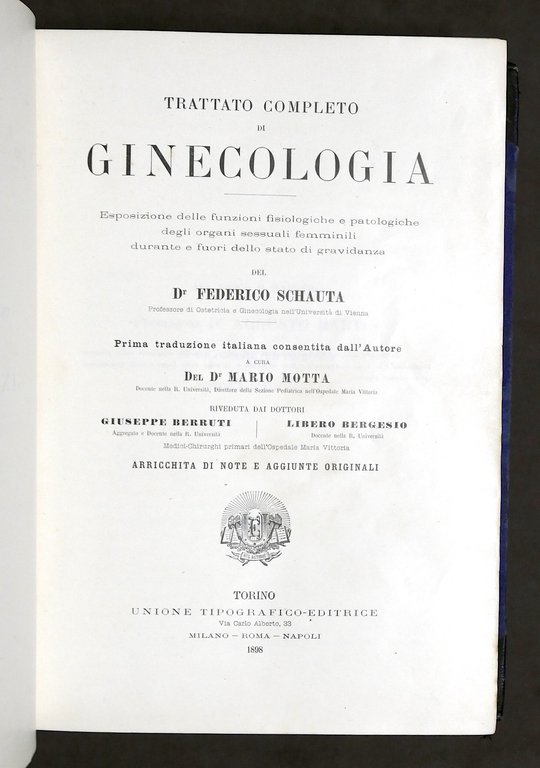 TRATTATO COMPLETO
DI
GINECOLOGIA
Esposizione delle funzioni fisiologiche e patologiche
degli organi sessuali femminili
durante e fuori dello stato di gravidanza
DEL
Dr FEDERICO SCHAUTA
Professore di Ostetricia e Ginecologia nell'Università di Vienna
Prima traduzione italiana consentita dall'Autore
A CURA
DEL Dr MARIO MOTTA
Docente nella R. Università, Direttore della Sezione Pediatrica nell'Ospedale Maria Vittoria
RIVEDUTA DAI DOTTORI
GIUSEPPE BERRUTI
Aggregato e Docente nella R. Università
LIBERO BERGESIO
Docente nella R. Università
Medici-Chirurghi primari dell'Ospedale Maria Vittoria
ARRICCHITA DI NOTE E AGGIUNTE ORIGINALI
TORINO
UNIONE TIPOGRAFICO-EDITRICE
Via Carlo Alberto, 33
MILANO — ROMA — NAPOLI
1898